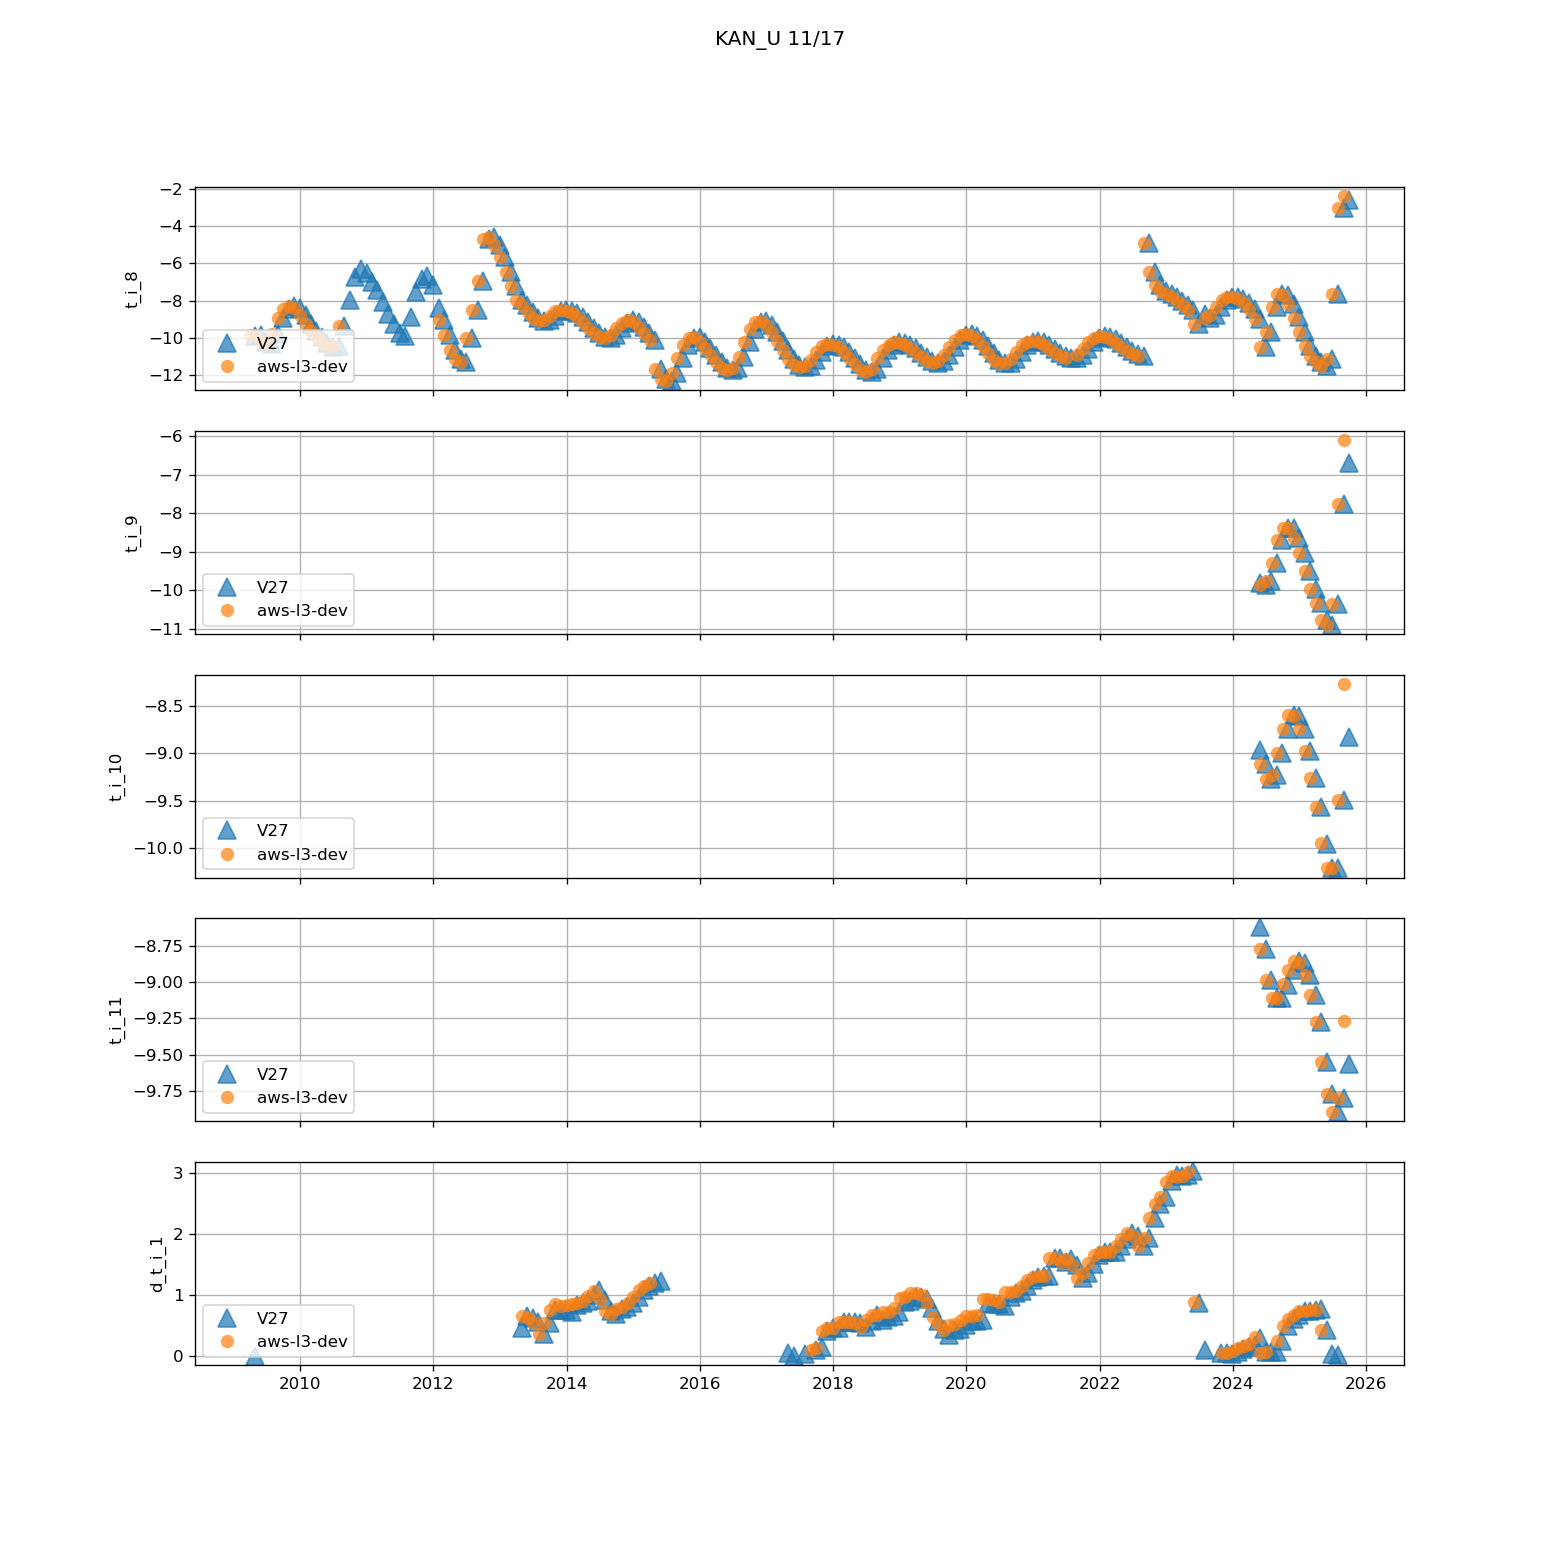 KAN_U 11/17
t_i_8
−2
−4
−6
−8
−10
−12
V27
aws-l3-dev
t_i_9
−6
−7
−8
−9
−10
−11
V27
aws-l3-dev
t_i_10
−8.5
−9.0
−9.5
−10.0
V27
aws-l3-dev
t_i_11
−8.75
−9.00
−9.25
−9.50
−9.75
V27
aws-l3-dev
d_t_i_1
3
2
1
0
V27
aws-l3-dev
2010 2012 2014 2016 2018 2020 2022 2024 2026